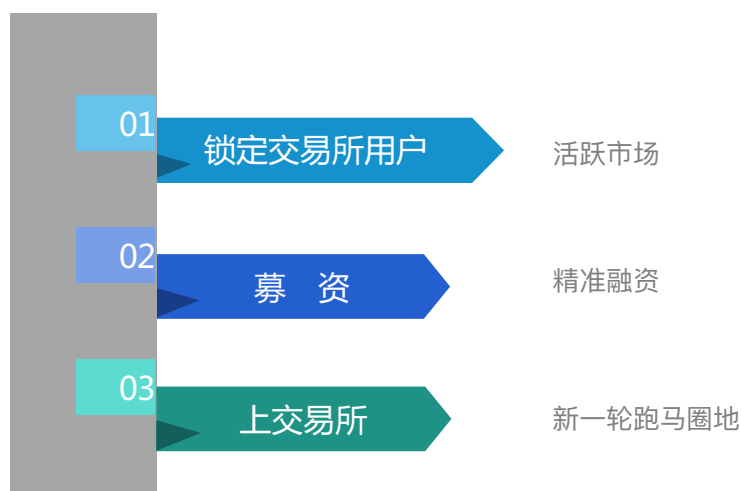 01
锁定交易所用户
活跃市场
02
募 资
精准融资
03
上交易所
新一轮跑马圈地